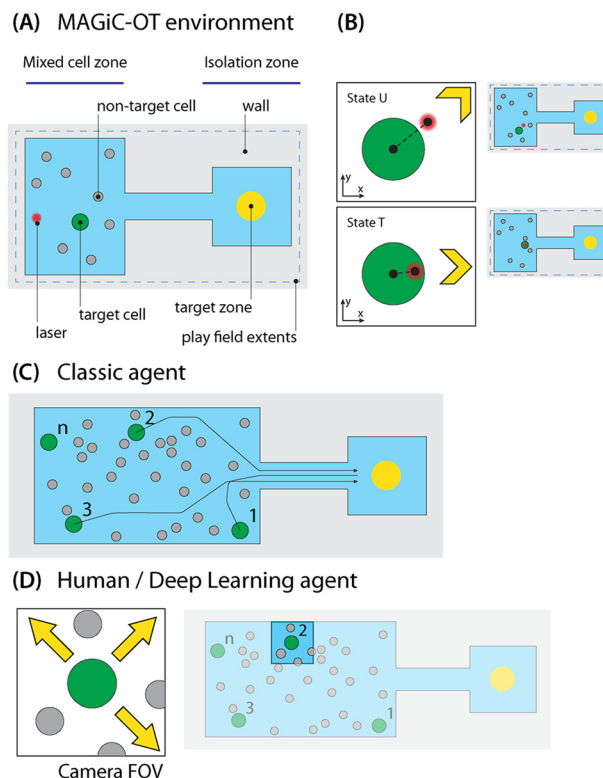 (A) MAGiC-OT environment
Mixed cell zone
Isolation zone
non-target cell
wall
laser
target cell
target zone
play field extents
(B)
State U
y
x
State T
y
x
(C) Classic agent
n
2
3
1
(D) Human / Deep Learning agent
n
2
3
1
Camera FOV